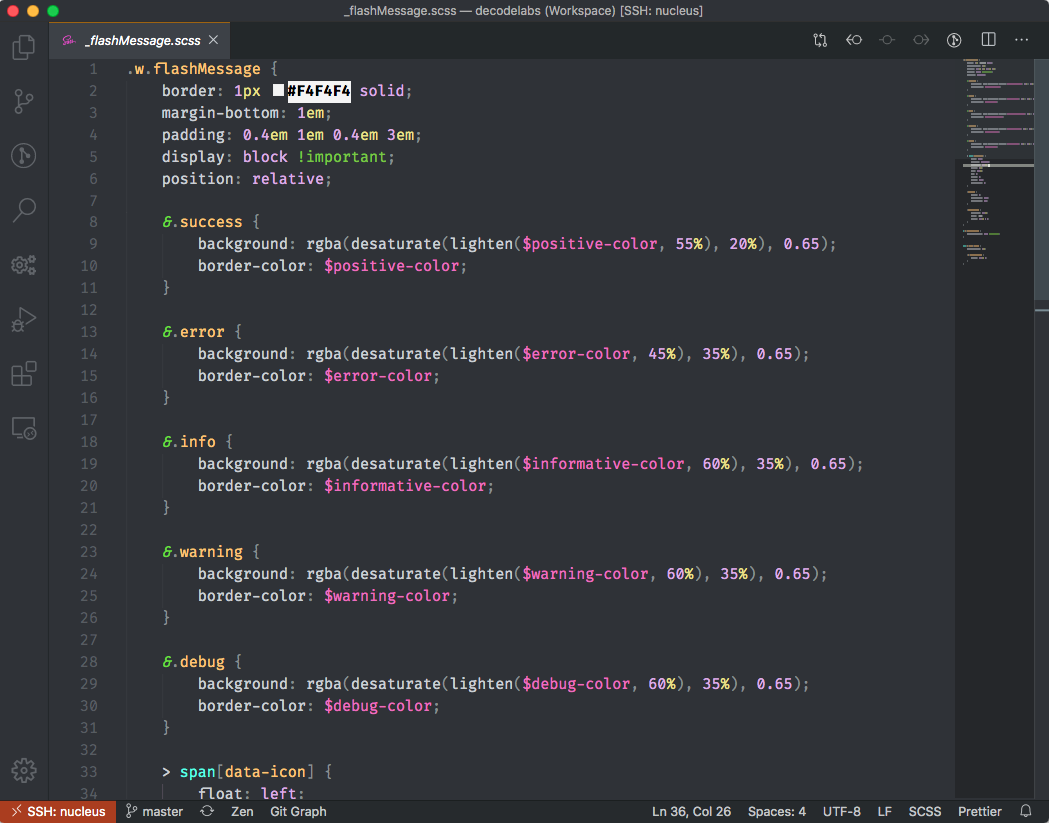 _flashMessage.scss — decodelabs (Workspace) [SSH: nucleus]
_flashMessage.scss
1 .w.flashMessage {
2 border: 1px #F4F4F4 solid;
3 margin-bottom: 1em;
4 padding: 0.4em 1em 0.4em 3em;
5 display: block !important;
6 position: relative;
7
8 &.success {
9 background: rgba(desaturate(lighten($positive-color, 55%), 20%), 0.65);
10 border-color: $positive-color;
11 }
12
13 &.error {
14 background: rgba(desaturate(lighten($error-color, 45%), 35%), 0.65);
15 border-color: $error-color;
16 }
17
18 &.info {
19 background: rgba(desaturate(lighten($informative-color, 60%), 35%), 0.65);
20 border-color: $informative-color;
21 }
22
23 &.warning {
24 background: rgba(desaturate(lighten($warning-color, 60%), 35%), 0.65);
25 border-color: $warning-color;
26 }
27
28 &.debug {
29 background: rgba(desaturate(lighten($debug-color, 60%), 35%), 0.65);
30 border-color: $debug-color;
31 }
32
33 > span[data-icon] {
34 float: left;
SSH: nucleus master Zen Git Graph Ln 36, Col 26 Spaces: 4 UTF-8 LF SCSS Prettier